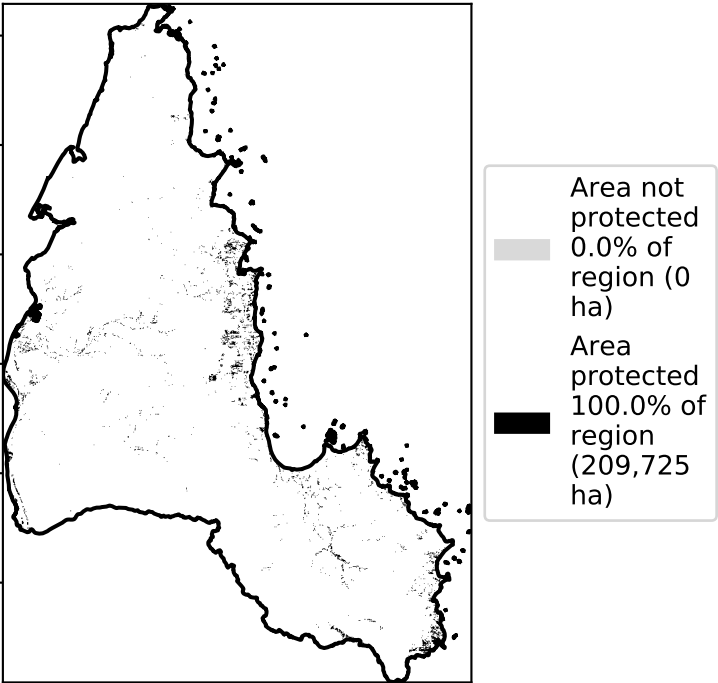 Area not
protected
0.0% of
region (0
ha)
Area
protected
100.0% of
region
(209,725
ha)